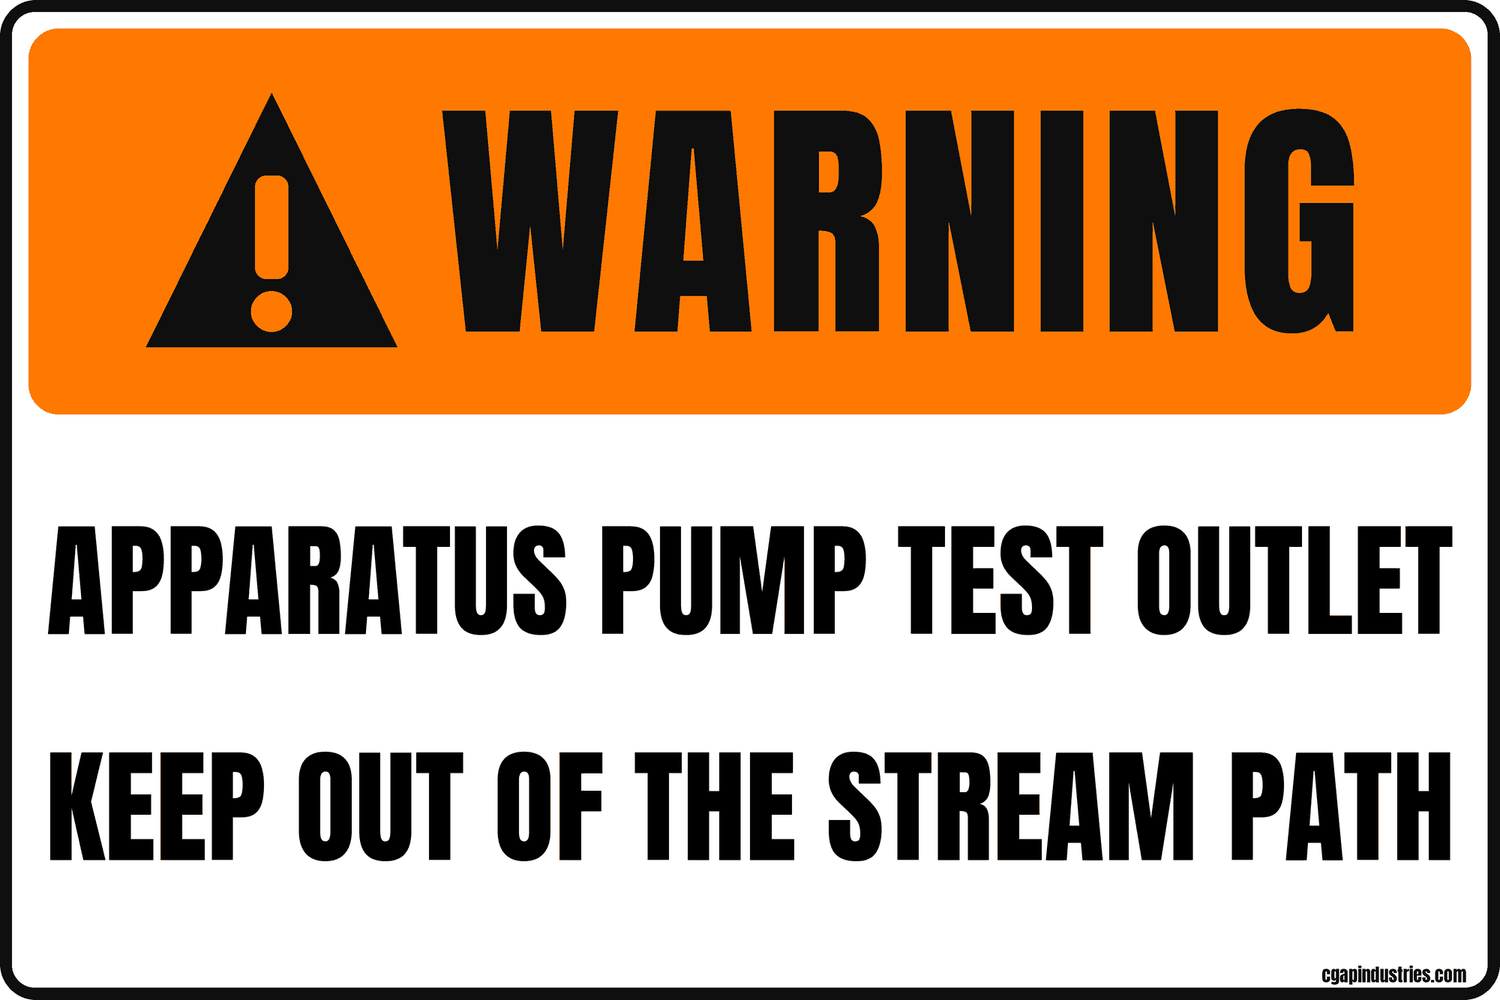 WARNING
APPARATUS PUMP TEST OUTLET
KEEP OUT OF THE STREAM PATH
cgapindustries.com